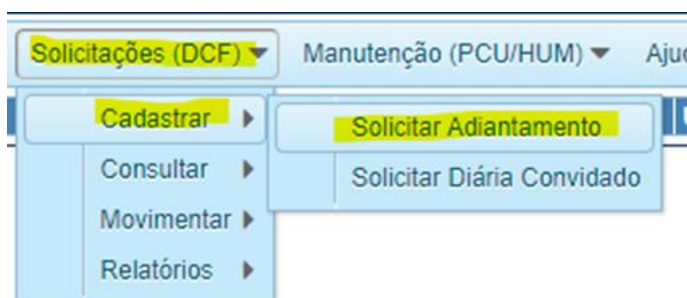 Solicitações (DCF) Manutenção (PCU/HUM)
Cadastrar Solicitar Adiantamento
Consultar Solicitar Diária Convidado
Movimentar
Relatórios